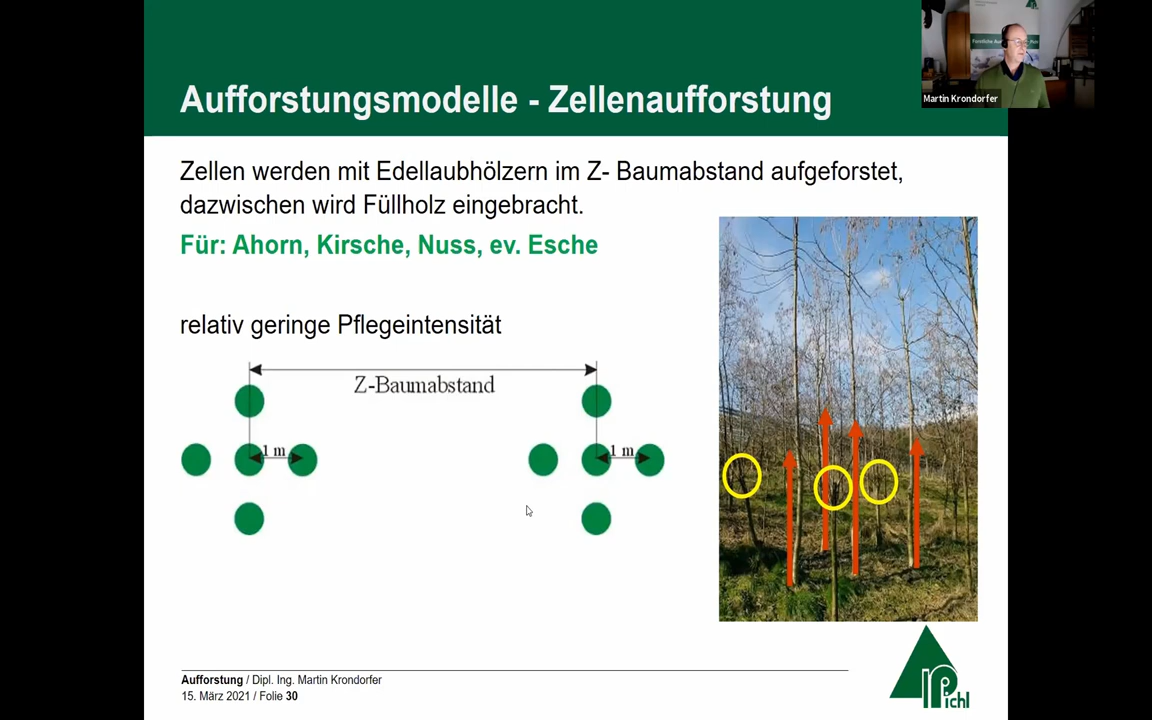 Aufforstungsmodelle - Zellenaufforstung
Martin Krondorfer
Zellen werden mit Edellaubhölzern im Z- Baumabstand aufgeforstet,
dazwischen wird Füllholz eingebracht.
Für: Ahorn, Kirsche, Nuss, ev. Esche
relativ geringe Pflegeintensität
Z-Baumabstand
1 m
1 m
Aufforstung / Dipl. Ing. Martin Krondorfer
15. März 2021 / Folie 30
Pichl